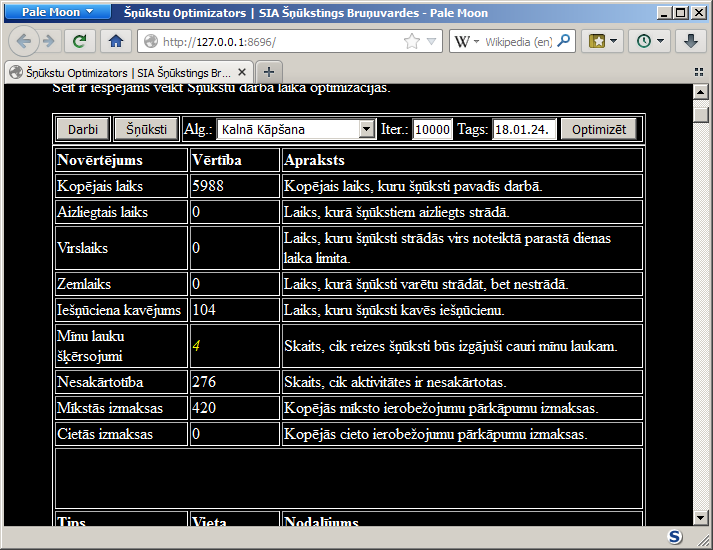 Pale Moon
Šņūkstu Optimizators | SIA Šņūkstings Bruņuvardes - Pale Moon
http://127.0.0.1:8696/
W
Wikipedia (en)
Šņūkstu Optimizators | SIA Šņūkstings Br...
Šeit ir iespējams veikt Šņūkstu darba laika optimizācijas.
Darbi Šņūksti Alg.: Kalnā Kāpšana Iter.: 10000 Tags: 18.01.24. Optimizēt
Novērtējums Vērtība Apraksts
Kopējais laiks 5988 Kopējais laiks, kuru šņūksti pavadīs darbā.
Aizliegtais laiks 0 Laiks, kurā šņūkstiem aizliegts strādā.
Virslaiks 0 Laiks, kuru šņūksti strādās virs noteiktā parastā dienas
laika limita.
Zemlaiks 0 Laiks, kurā šņūksti varētu strādāt, bet nestrādā.
Iešņūciena kavējums 104 Laiks, kuru šņūksti kavēs iešņūcienu.
Mīnu lauku
šķērsojumi 4 Skaits, cik reizes šņūksti būs izgājuši cauri mīnu laukam.
Nesakārtotība 276 Skaits, cik aktivitātes ir nesakārtotas.
Mīkstās izmaksas 420 Kopējās mīksto ierobežojumu pārkāpumu izmaksas.
Cietās izmaksas 0 Kopējās cieto ierobežojumu pārkāpumu izmaksas.
Tips Vieta Nodaļījums
S